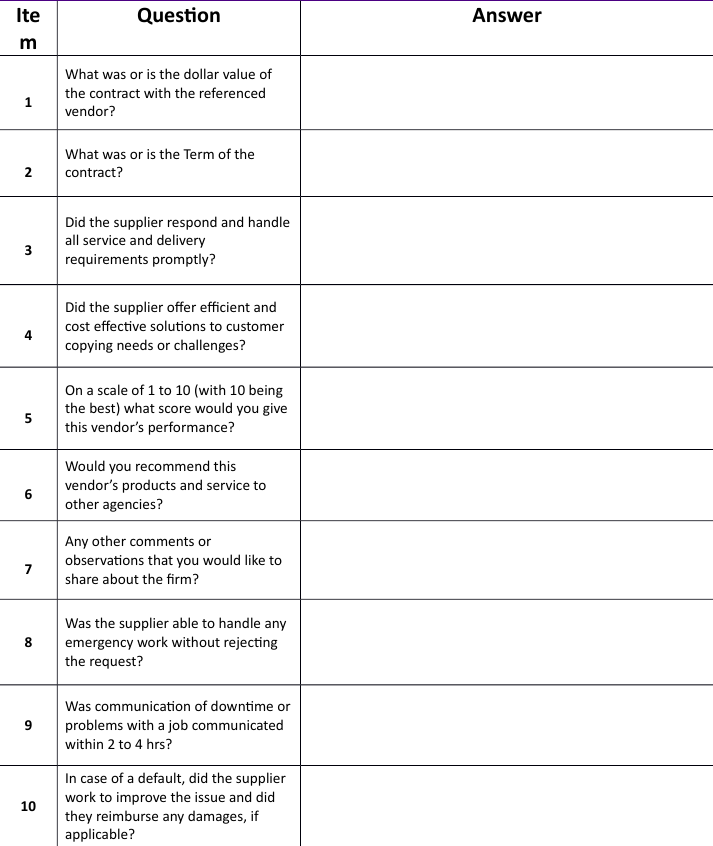 Ite
m
Question
Answer
1
What was or is the dollar value of
the contract with the referenced
vendor?
2
What was or is the Term of the
contract?
3
Did the supplier respond and handle
all service and delivery
requirements promptly?
4
Did the supplier offer efficient and
cost effective solutions to customer
copying needs or challenges?
5
On a scale of 1 to 10 (with 10 being
the best) what score would you give
this vendor’s performance?
6
Would you recommend this
vendor’s products and service to
other agencies?
7
Any other comments or
observations that you would like to
share about the firm?
8
Was the supplier able to handle any
emergency work without rejecting
the request?
9
Was communication of downtime or
problems with a job communicated
within 2 to 4 hrs?
10
In case of a default, did the supplier
work to improve the issue and did
they reimburse any damages, if
applicable?